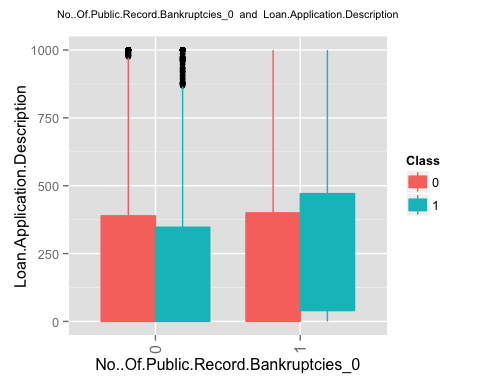 No..Of.Public.Record.Bankruptcies_0 and Loan.Application.Description
1000
750
500
250
0
Loan.Application.Description
0
1
No..Of.Public.Record.Bankruptcies_0
Class
0
1